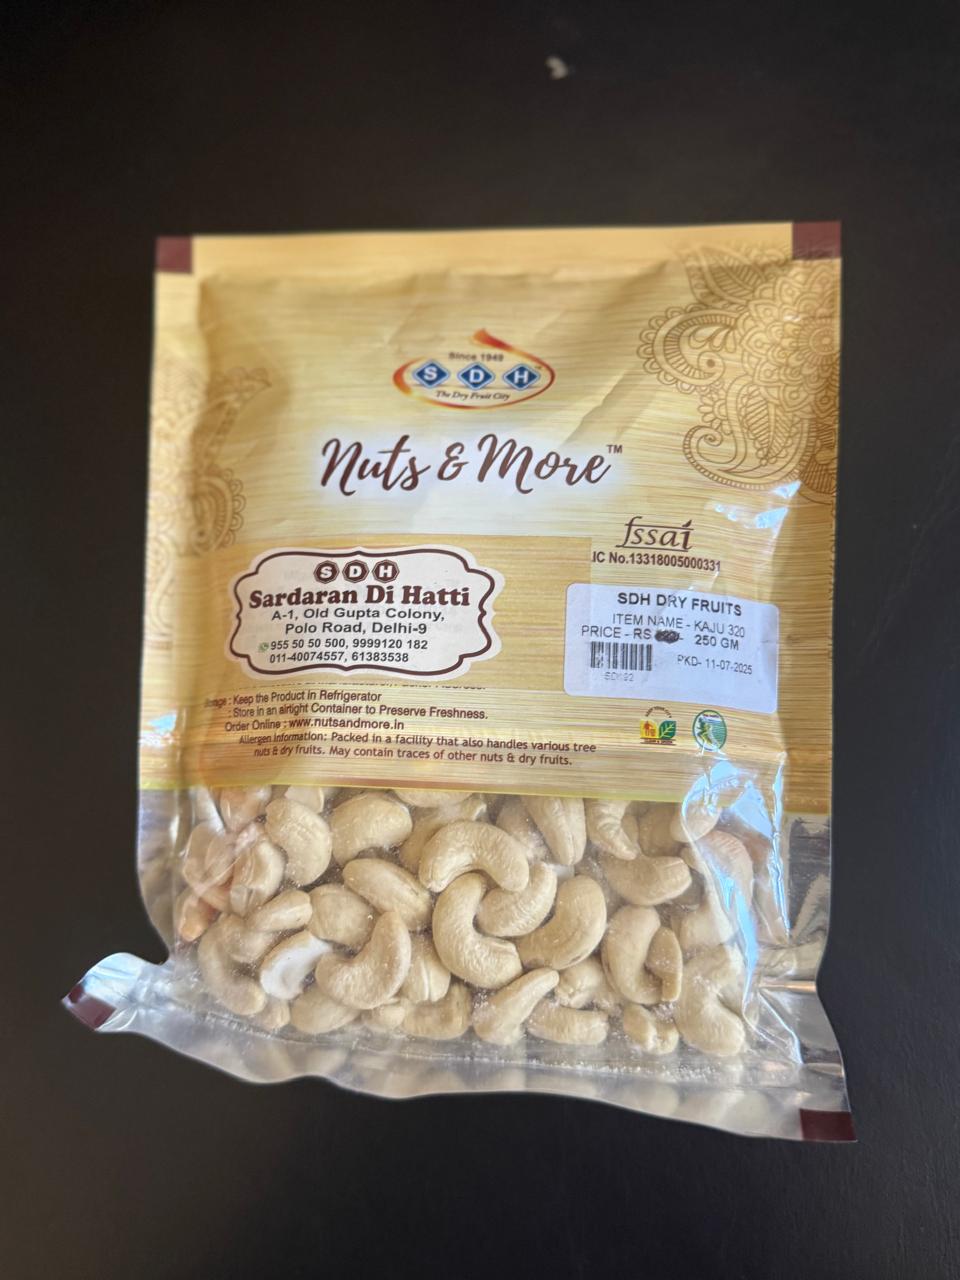 Since 1949
S D H
The Dry Fruit City
Nuts & More™
fssai
LIC No.13318005000331
SDH
Sardaran Di Hatti
A-1, Old Gupta Colony,
Polo Road, Delhi-9
955 50 50 500, 9999120 182
011-40074557, 61383538
SDH DRY FRUITS
ITEM NAME - KAJU 320
PRICE - RS 250 GM
PKD- 11-07-2025
Storage : Keep the Product in Refrigerator
: Store in an airtight Container to Preserve Freshness.
Order Online : www.nutsandmore.in
Allergen Information: Packed in a facility that also handles various tree
nuts & dry fruits. May contain traces of other nuts & dry fruits.